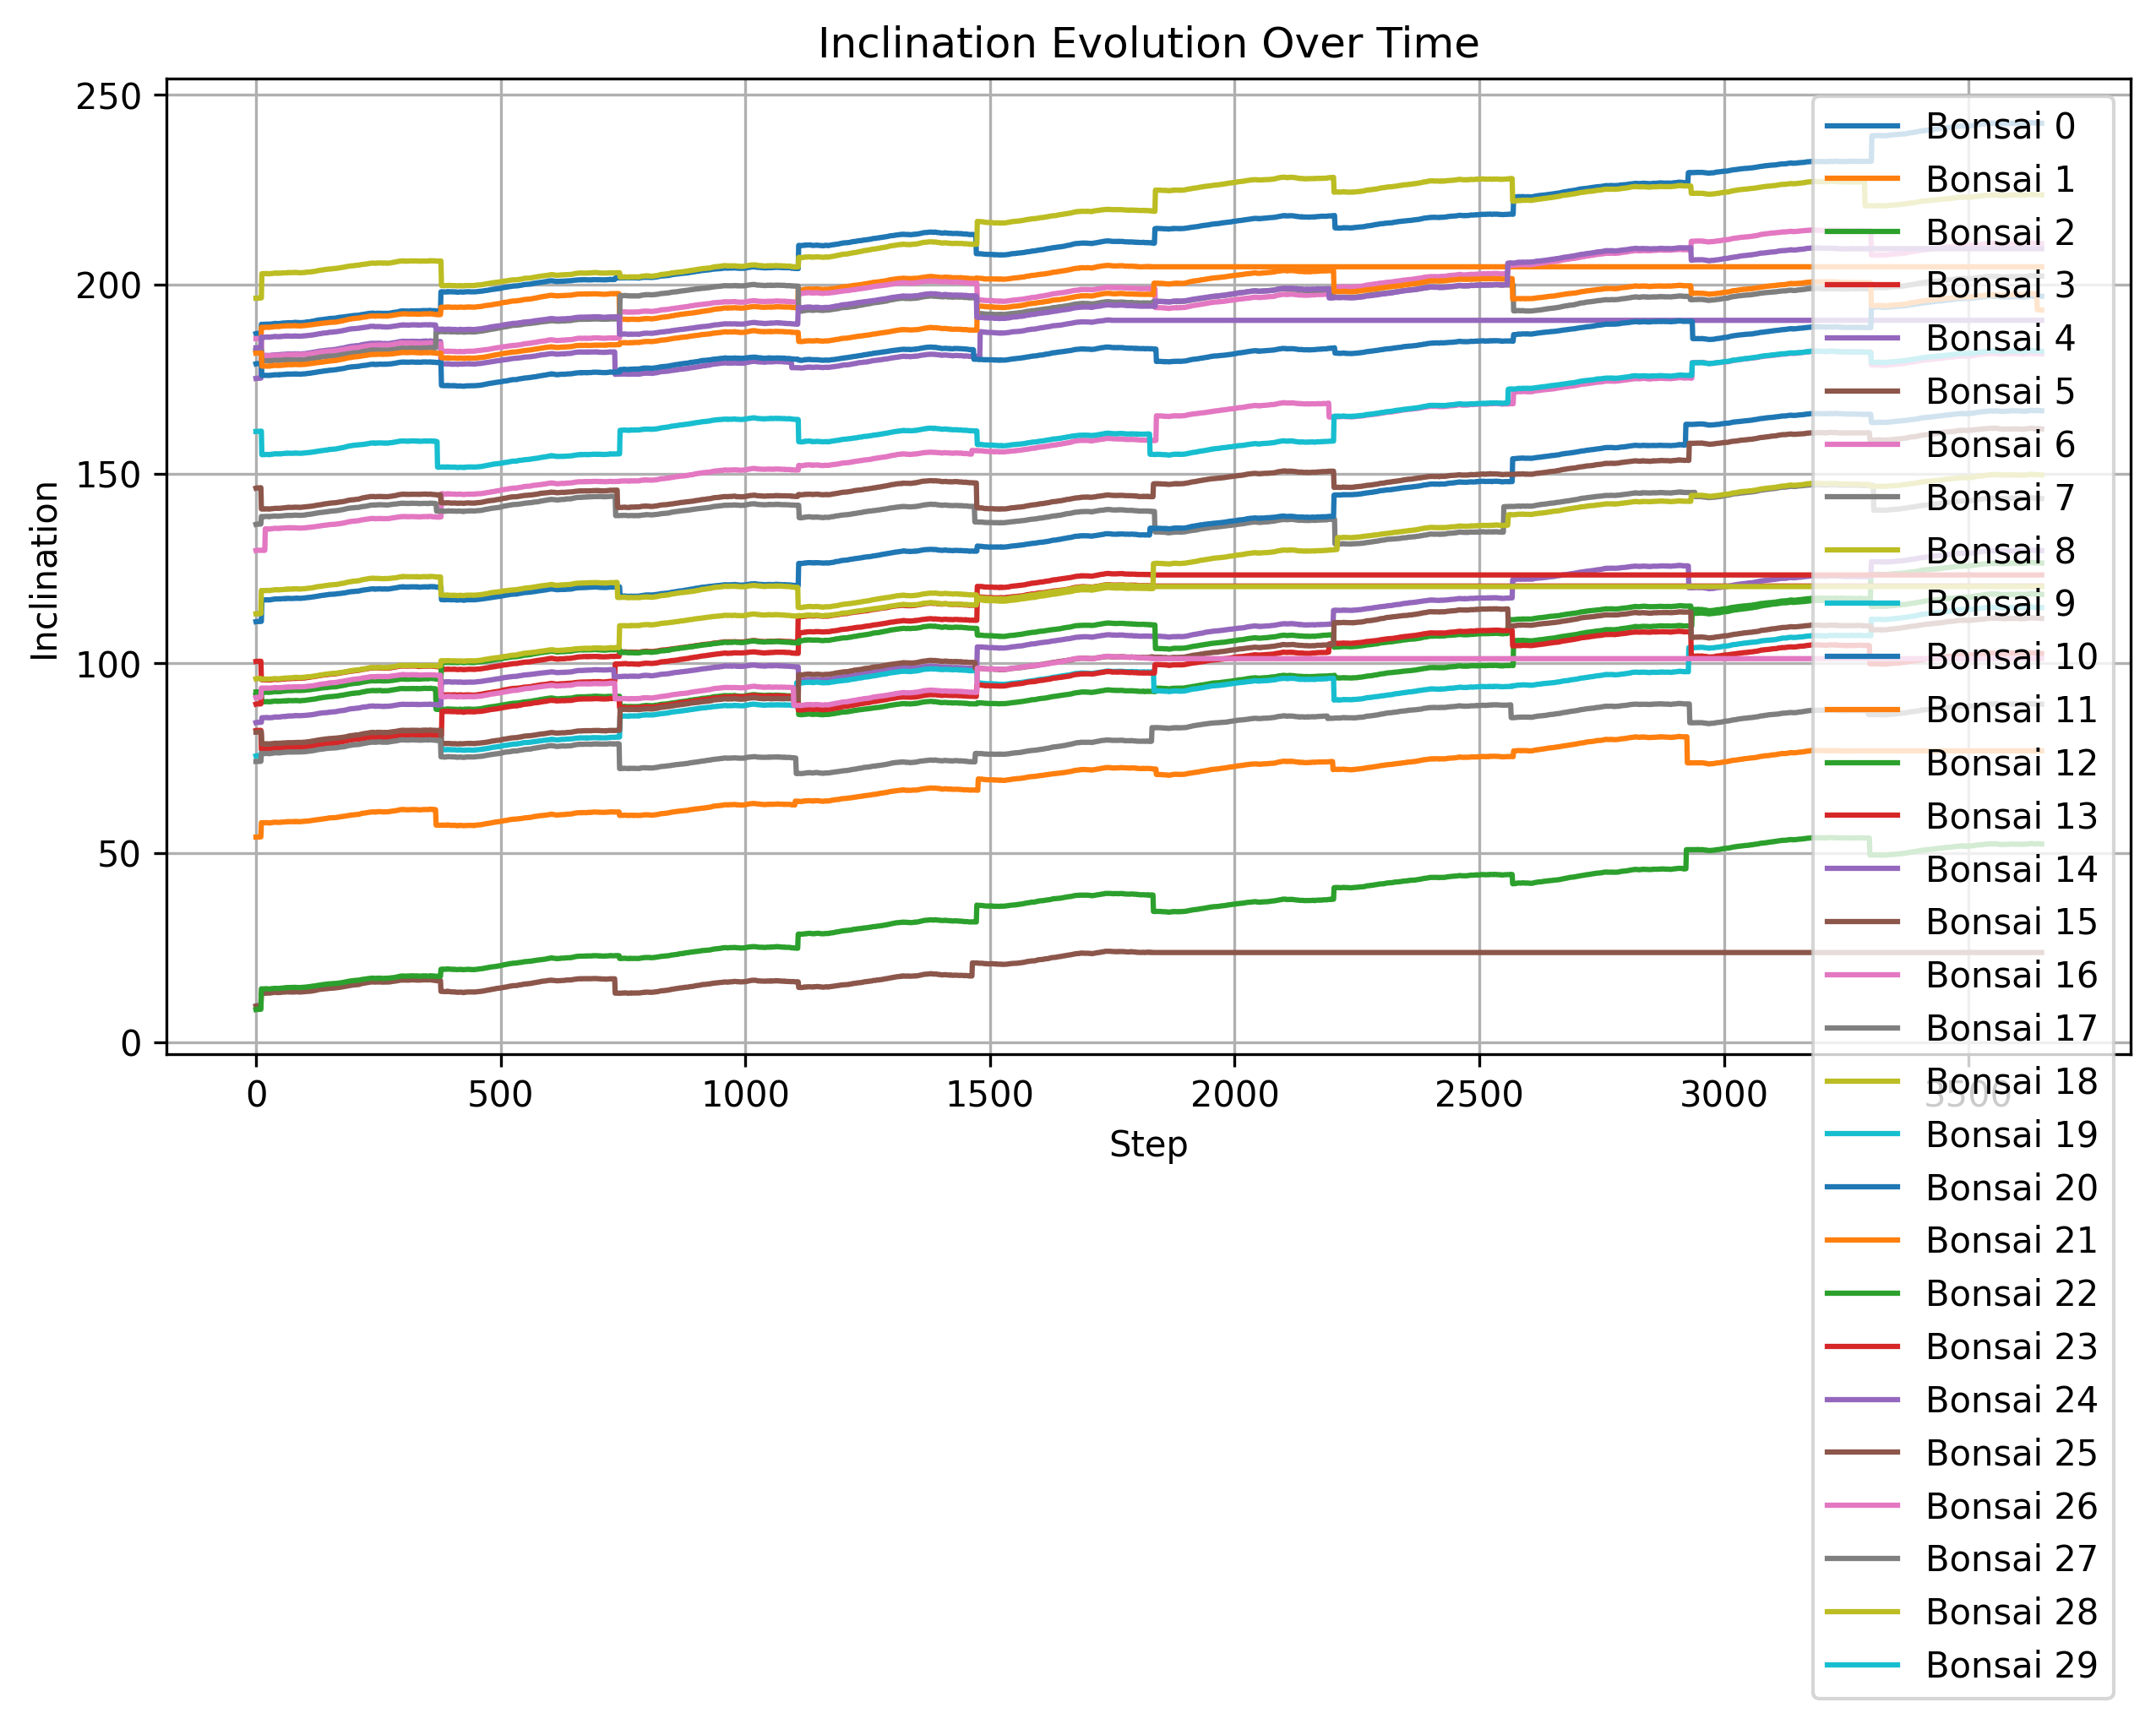 Inclination Evolution Over Time
250
200
150
100
50
0
Inclination
0
500
1000
1500
2000
2500
3000
3500
Step
Bonsai 0
Bonsai 1
Bonsai 2
Bonsai 3
Bonsai 4
Bonsai 5
Bonsai 6
Bonsai 7
Bonsai 8
Bonsai 9
Bonsai 10
Bonsai 11
Bonsai 12
Bonsai 13
Bonsai 14
Bonsai 15
Bonsai 16
Bonsai 17
Bonsai 18
Bonsai 19
Bonsai 20
Bonsai 21
Bonsai 22
Bonsai 23
Bonsai 24
Bonsai 25
Bonsai 26
Bonsai 27
Bonsai 28
Bonsai 29